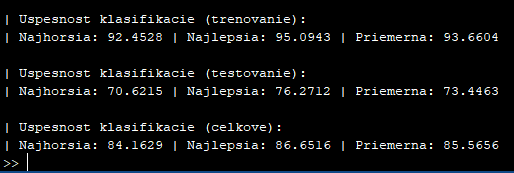 | Uspesnost klasifikacie (trenovanie):
| Najhorsia: 92.4528 | Najlepsia: 95.0943 | Priemerna: 93.6604
| Uspesnost klasifikacie (testovanie):
| Najhorsia: 70.6215 | Najlepsia: 76.2712 | Priemerna: 73.4463
| Uspesnost klasifikacie (celkove):
| Najhorsia: 84.1629 | Najlepsia: 86.6516 | Priemerna: 85.5656
>>